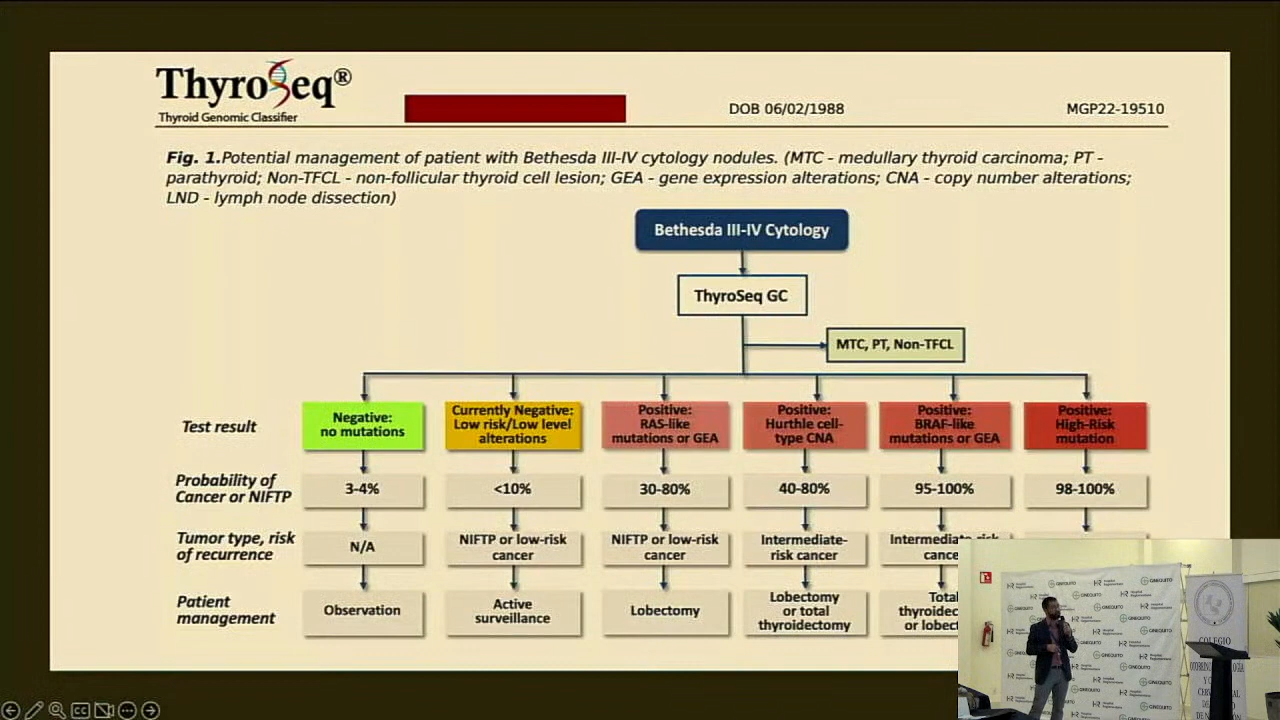 ThyroSeq®
Thyroid Genomic Classifier
DOB 06/02/1988
MGP22-19510
Fig. 1.Potential management of patient with Bethesda III-IV cytology nodules. (MTC - medullary thyroid carcinoma; PT -
parathyroid; Non-TFCL - non-follicular thyroid cell lesion; GEA - gene expression alterations; CNA - copy number alterations;
LND - lymph node dissection)
Bethesda III-IV Cytology
ThyroSeq GC
MTC, PT, Non-TFCL
Test result
Negative:
no mutations
Currently Negative:
Low risk/Low level
alterations
Positive:
RAS-like
mutations or GEA
Positive:
Hurthle cell-
type CNA
Positive:
BRAF-like
mutations or GEA
Positive:
High-Risk
mutation
Probability of
Cancer or NIFTP
3-4%
<10%
30-80%
40-80%
95-100%
98-100%
Tumor type, risk
of recurrence
N/A
NIFTP or low-risk
cancer
NIFTP or low-risk
cancer
Intermediate-
risk cancer
Intermediate-risk
Patient
management
Observation
Active
surveillance
Lobectomy
Lobectomy
or total
thyroidectomy
or
CC
HR
ONEQUITO
COLEGIO